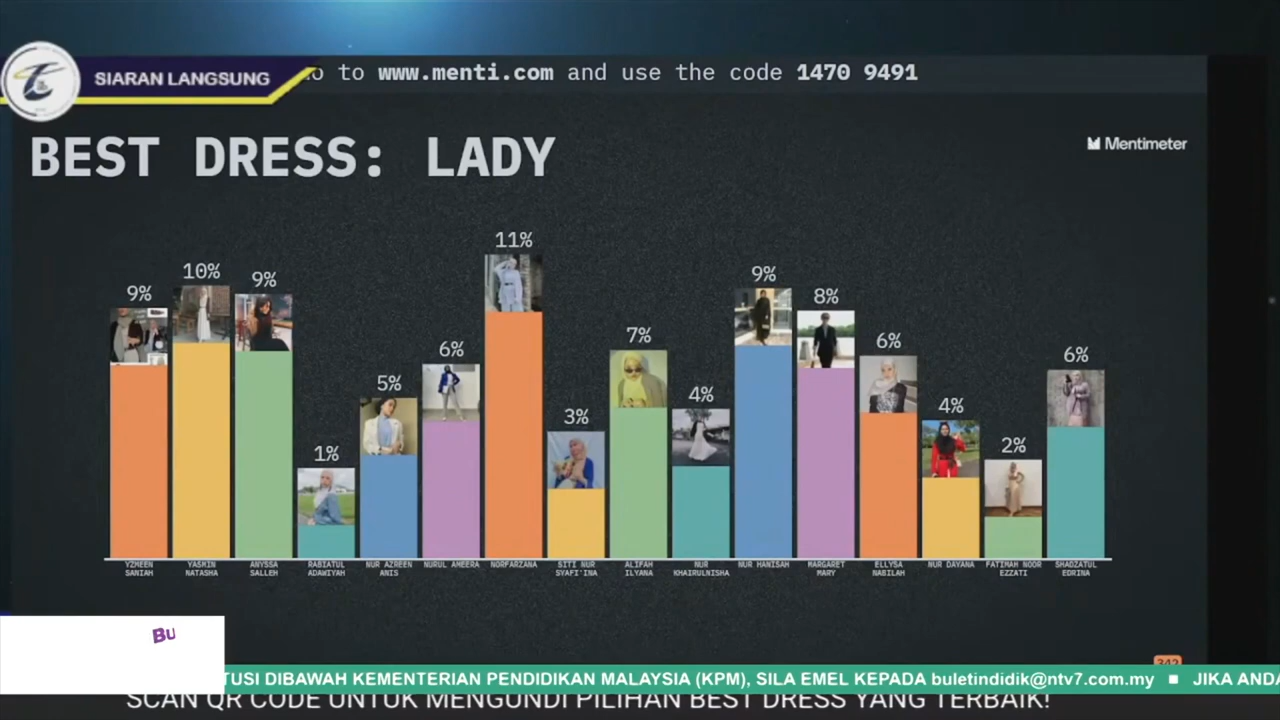 SIARAN LANGSUNG
to www.menti.com and use the code 1470 9491
BEST DRESS: LADY
Mentimeter
9%
10%
9%
1%
5%
6%
11%
3%
7%
4%
9%
8%
6%
4%
2%
6%
YZMEEN SANIAH
YASMIN NATASHA
ANYSSA SALLEH
RABIATUL ADAWIYAH
NUR AZREEN ANIS
NURUL AMEERA
NORFARZANA
SITI NUR SYAFI'INA
ALIFAH ILYANA
NUR KHAIRULNISHA
NUR HANISAH
MARGARET MARY
ELLYSA NABILAH
NUR DAYANA
FATIMAH NOOR EZZATI
SHADZATUL EDRINA
BU
342
TUSI DIBAWAH KEMENTERIAN PENDIDIKAN MALAYSIA (KPM), SILA EMEL KEPADA buletindidik@ntv7.com.my ■ JIKA ANDA
SCAN QR CODE UNTUK MENGUNDI PILIHAN BEST DRESS YANG TERBAIK!